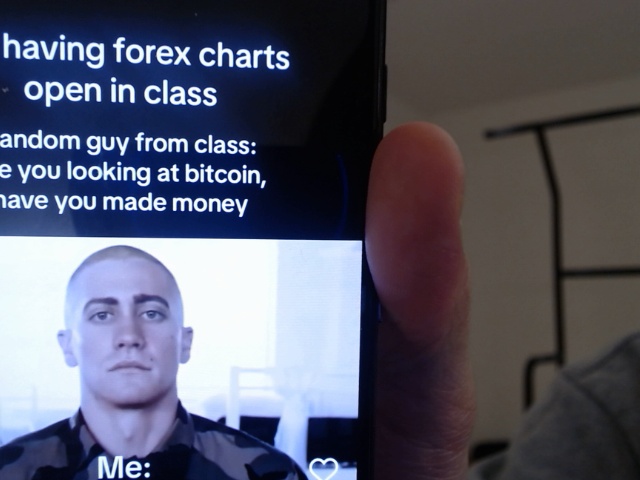 having forex charts
open in class
andom guy from class:
e you looking at bitcoin,
have you made money
Me: